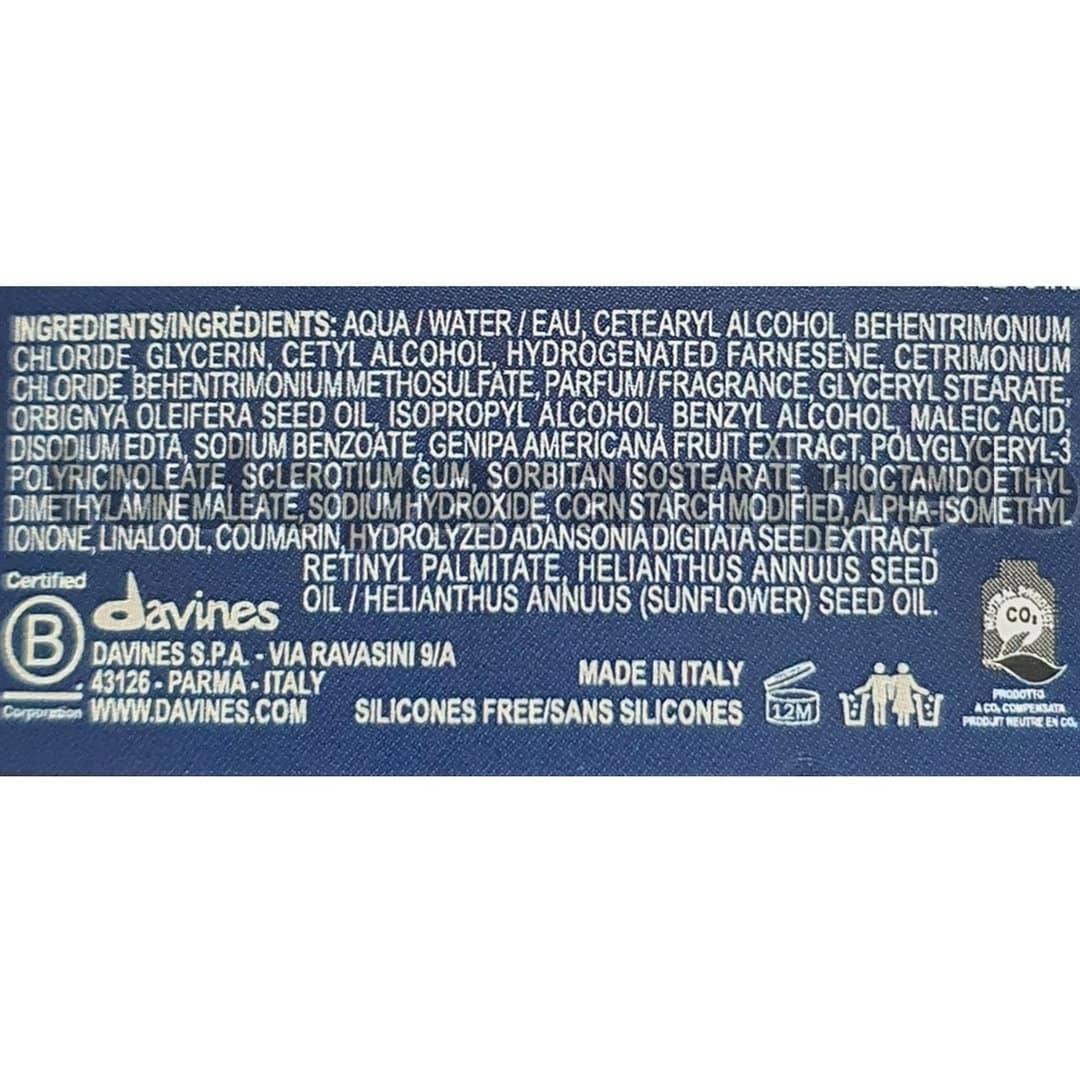 INGREDIENTS/INGRÉDIENTS: AQUA / WATER / EAU, CETEARYL ALCOHOL, BEHENTRIMONIUM
CHLORIDE, GLYCERIN, CETYL ALCOHOL, HYDROGENATED FARNESENE, CETRIMONIUM
CHLORIDE, BEHENTRIMONIUM METHOSULFATE, PARFUM / FRAGRANCE, GLYCERYL STEARATE,
ORBIGNYA OLEIFERA SEED OIL, ISOPROPYL ALCOHOL, BENZYL ALCOHOL, MALEIC ACID,
DISODIUM EDTA, SODIUM BENZOATE, GENIPA AMERICANA FRUIT EXTRACT, POLYGLYCERYL-3
POLYRICINOLEATE, SCLEROTIUM GUM, SORBITAN ISOSTEARATE, THIOCTAMIDOETHYL
DIMETHYLAMINE MALEATE, SODIUM HYDROXIDE, CORN STARCH MODIFIED, ALPHA-ISOMETHYL
IONONE, LINALOOL, COUMARIN, HYDROLYZED ADANSONIA DIGITATA SEED EXTRACT,
RETINYL PALMITATE, HELIANTHUS ANNUUS SEED
OIL / HELIANTHUS ANNUUS (SUNFLOWER) SEED OIL.
Certified
B
Corporation
davines
DAVINES S.P.A. - VIA RAVASINI 9/A
43126 - PARMA - ITALY
WWW.DAVINES.COM
MADE IN ITALY
SILICONES FREE/SANS SILICONES
12M
CO₂
PRODOTTO
A CO₂ COMPENSATA
PRODUIT NEUTRE EN CO₂